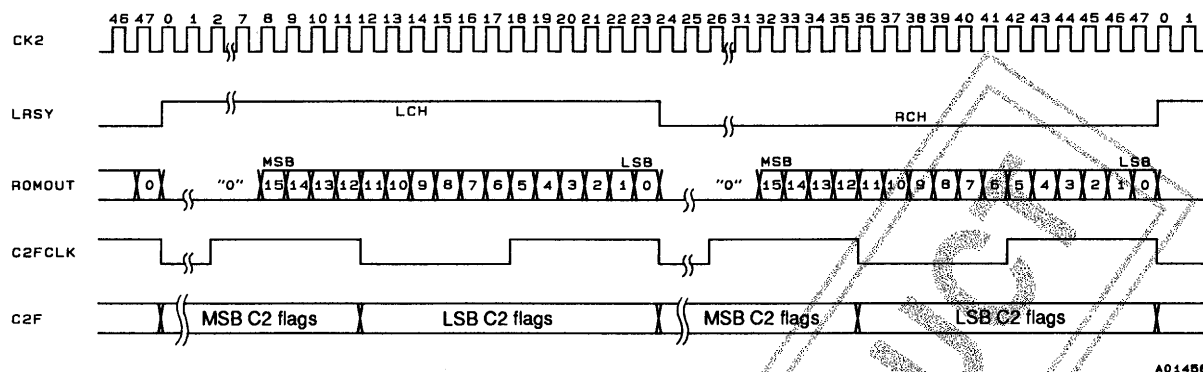 46 47 0 1 2 7 8 9 10 11 12 13 14 15 16 17 18 19 20 21 22 23 24 25 26 31 32 33 34 35 36 37 38 39 40 41 42 43 44 45 46 47 0 1
CK2
LRSY LCH RCH
MSB LSB MSB LSB
ROMOUT 0 "0" 15 14 13 12 11 10 9 8 7 6 5 4 3 2 1 0 "0" 15 14 13 12 11 10 9 8 7 6 5 4 3 2 1 0
C2FCLK
C2F MSB C2 flags LSB C2 flags MSB C2 flags LSB C2 flags